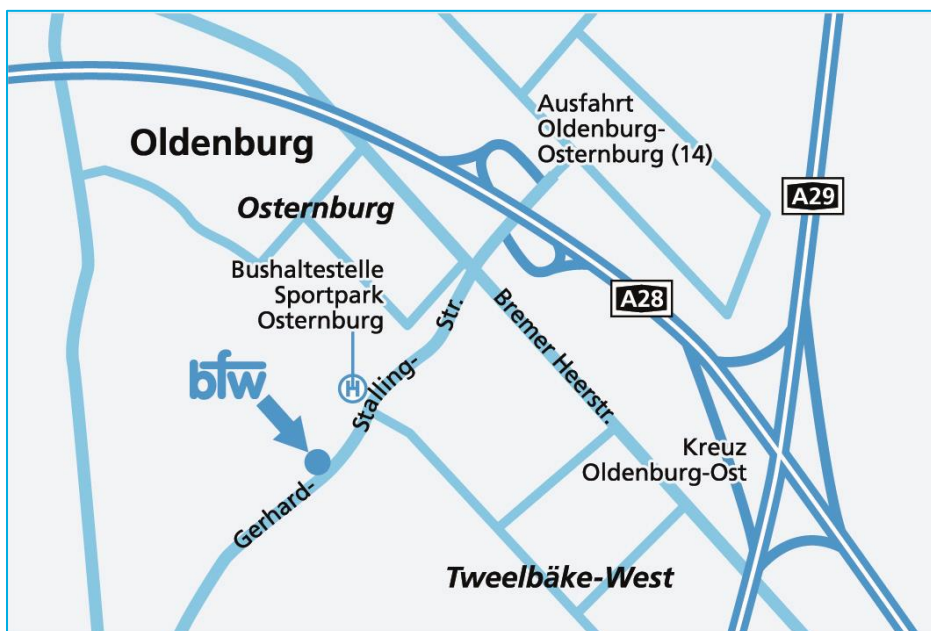 Ausfahrt
Oldenburg-
Osternburg (14)
Oldenburg
A29
Osternburg
Bushaltestelle
Sportpark
Osternburg
A28
Bremer Heerstr.
bfw
H
Gerhard-
Stalling-
Str.
Kreuz
Oldenburg-Ost
Tweelbäke-West